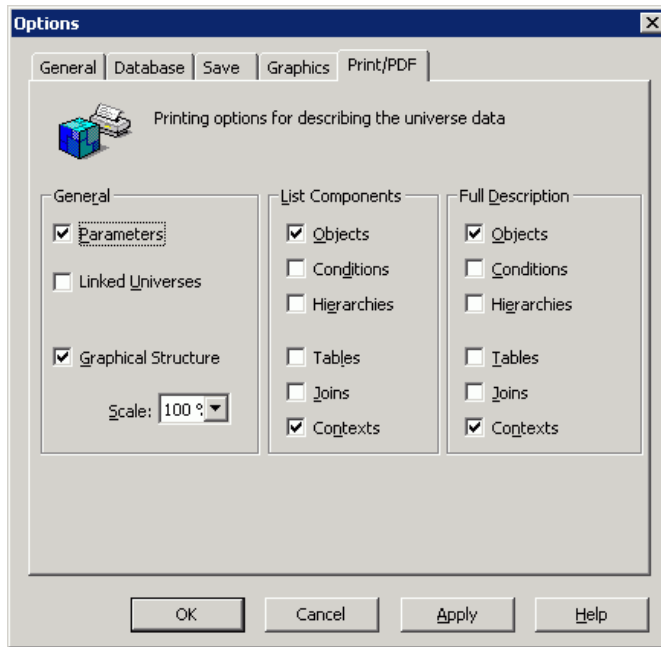 Options
General Database Save Graphics Print/PDF
Printing options for describing the universe data
General
Parameters
Linked Universes
Graphical Structure
Scale: 100 %
List Components
Objects
Conditions
Hierarchies
Tables
Joins
Contexts
Full Description
Objects
Conditions
Hierarchies
Tables
Joins
Contexts
OK Cancel Apply Help